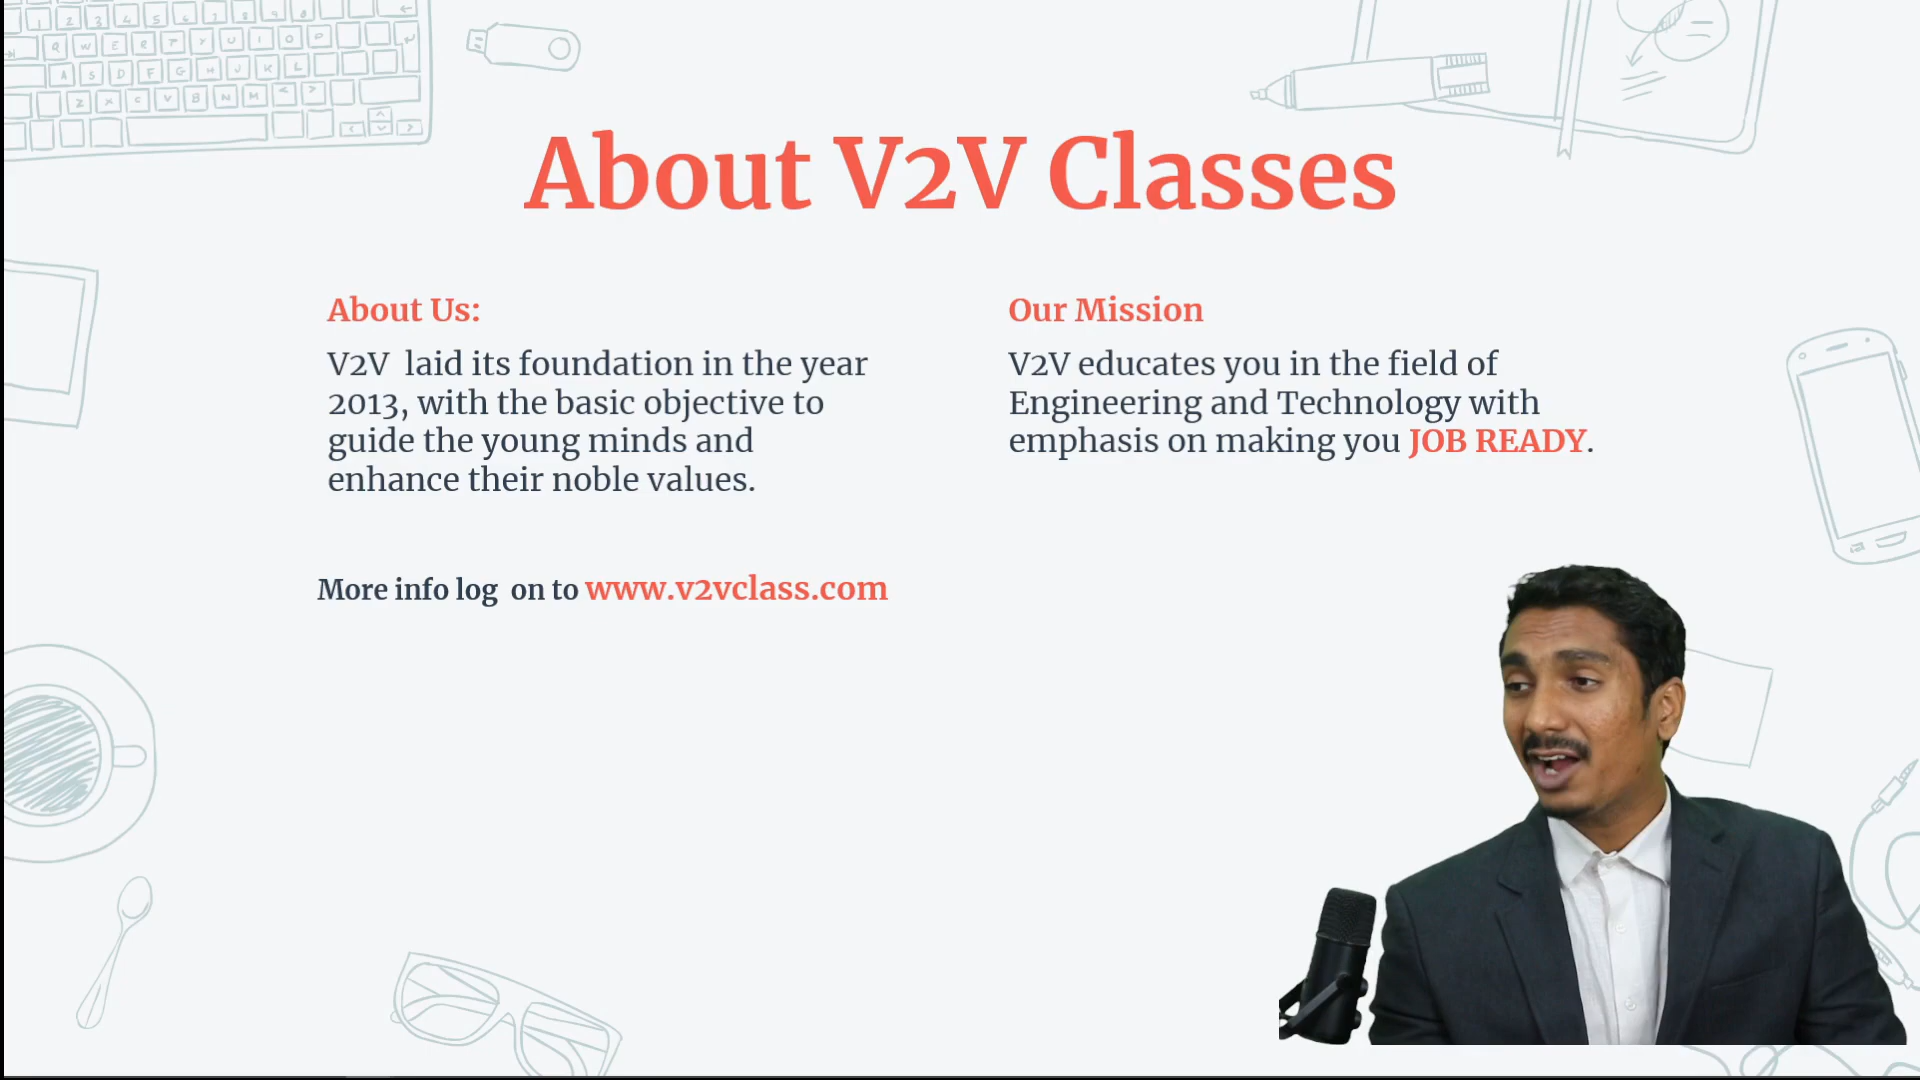 About V2V Classes
About Us:
V2V laid its foundation in the year
2013, with the basic objective to
guide the young minds and
enhance their noble values.
Our Mission
V2V educates you in the field of
Engineering and Technology with
emphasis on making you JOB READY.
More info log on to www.v2vclass.com